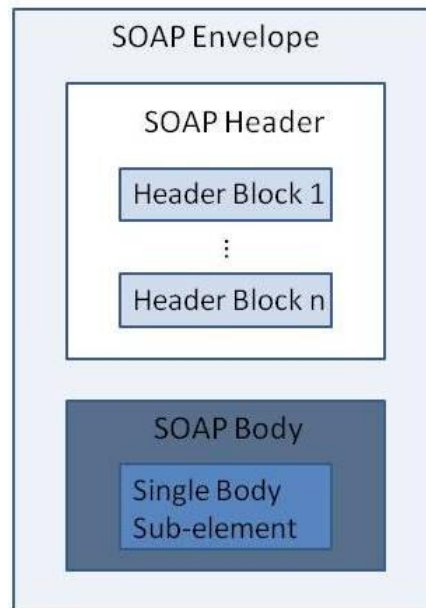 SOAP Envelope
SOAP Header
Header Block 1
⋮
Header Block n
SOAP Body
Single Body
Sub-element